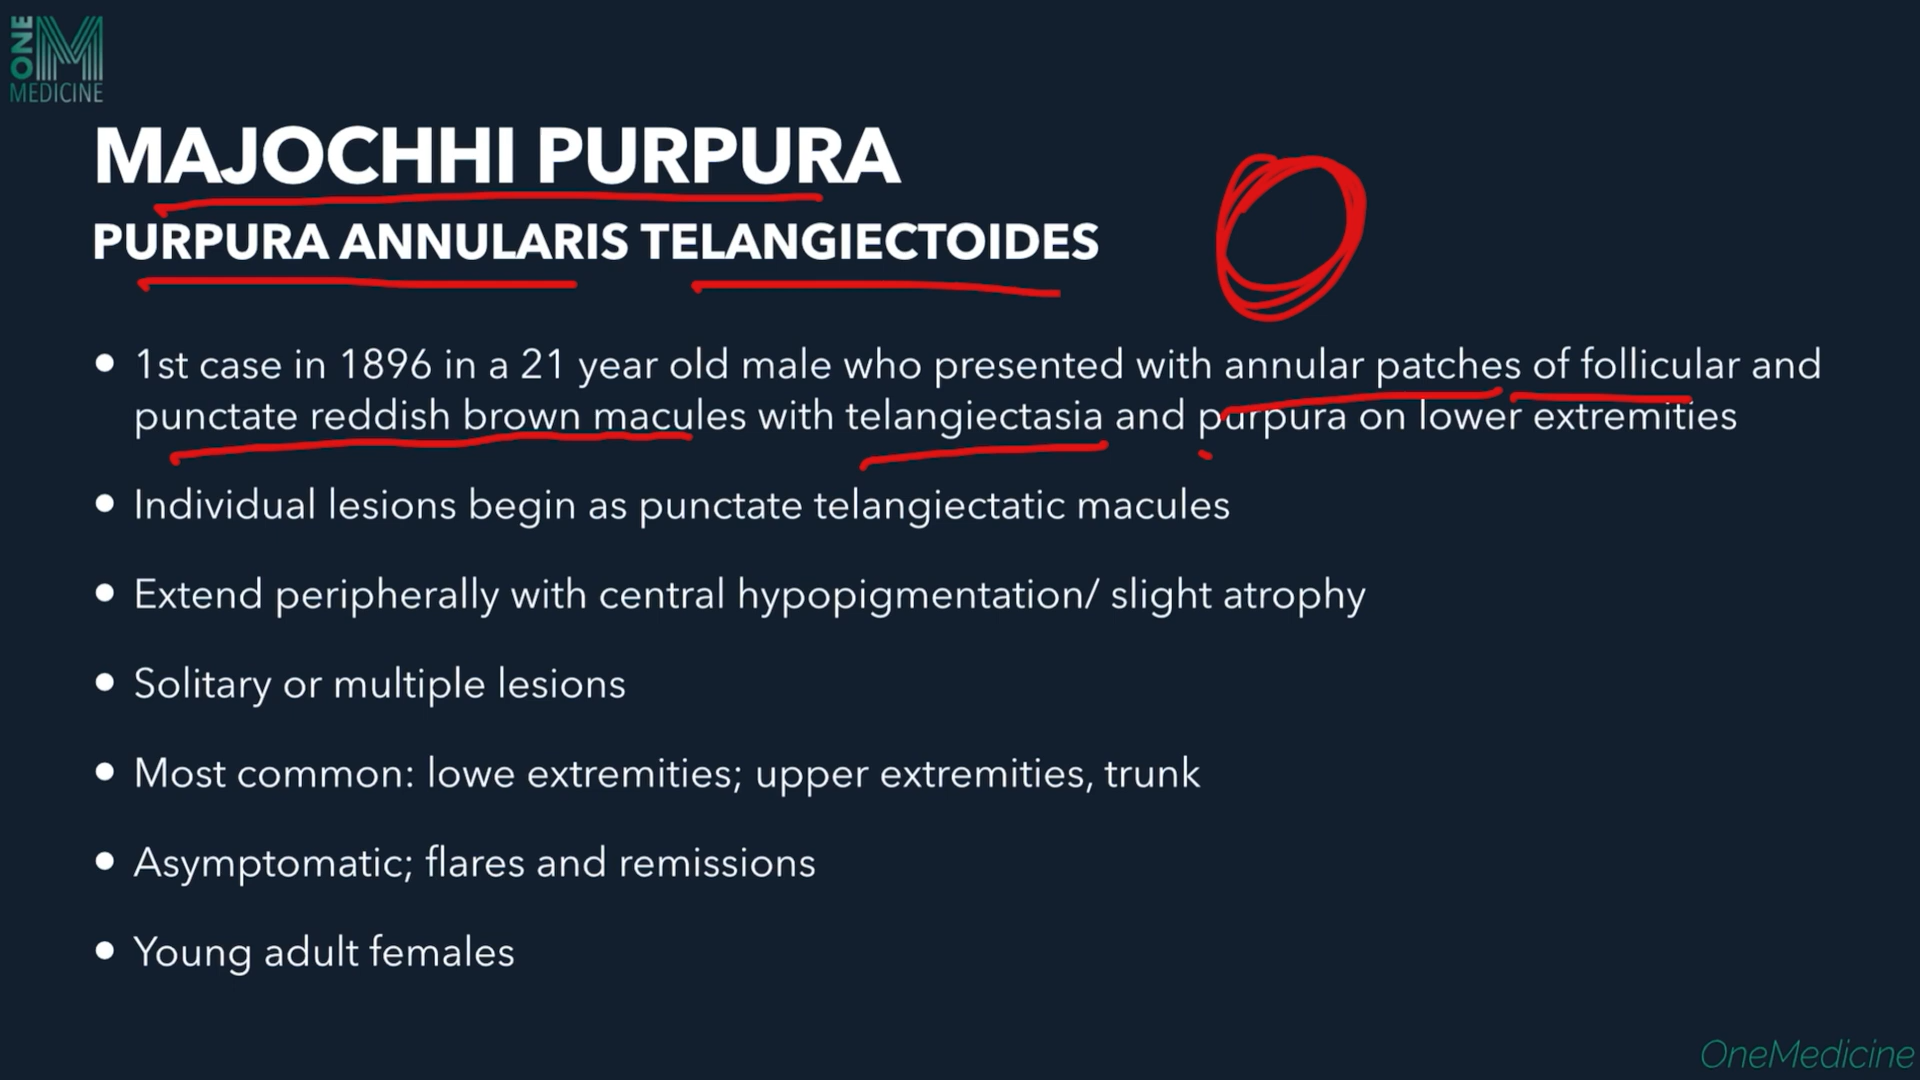 ONE
M
MEDICINE
MAJOCHHI PURPURA
PURPURA ANNULARIS TELANGIECTOIDES
• 1st case in 1896 in a 21 year old male who presented with annular patches of follicular and
punctate reddish brown macules with telangiectasia and purpura on lower extremities
• Individual lesions begin as punctate telangiectatic macules
• Extend peripherally with central hypopigmentation/ slight atrophy
• Solitary or multiple lesions
• Most common: lowe extremities; upper extremities, trunk
• Asymptomatic; flares and remissions
• Young adult females
OneMedicine